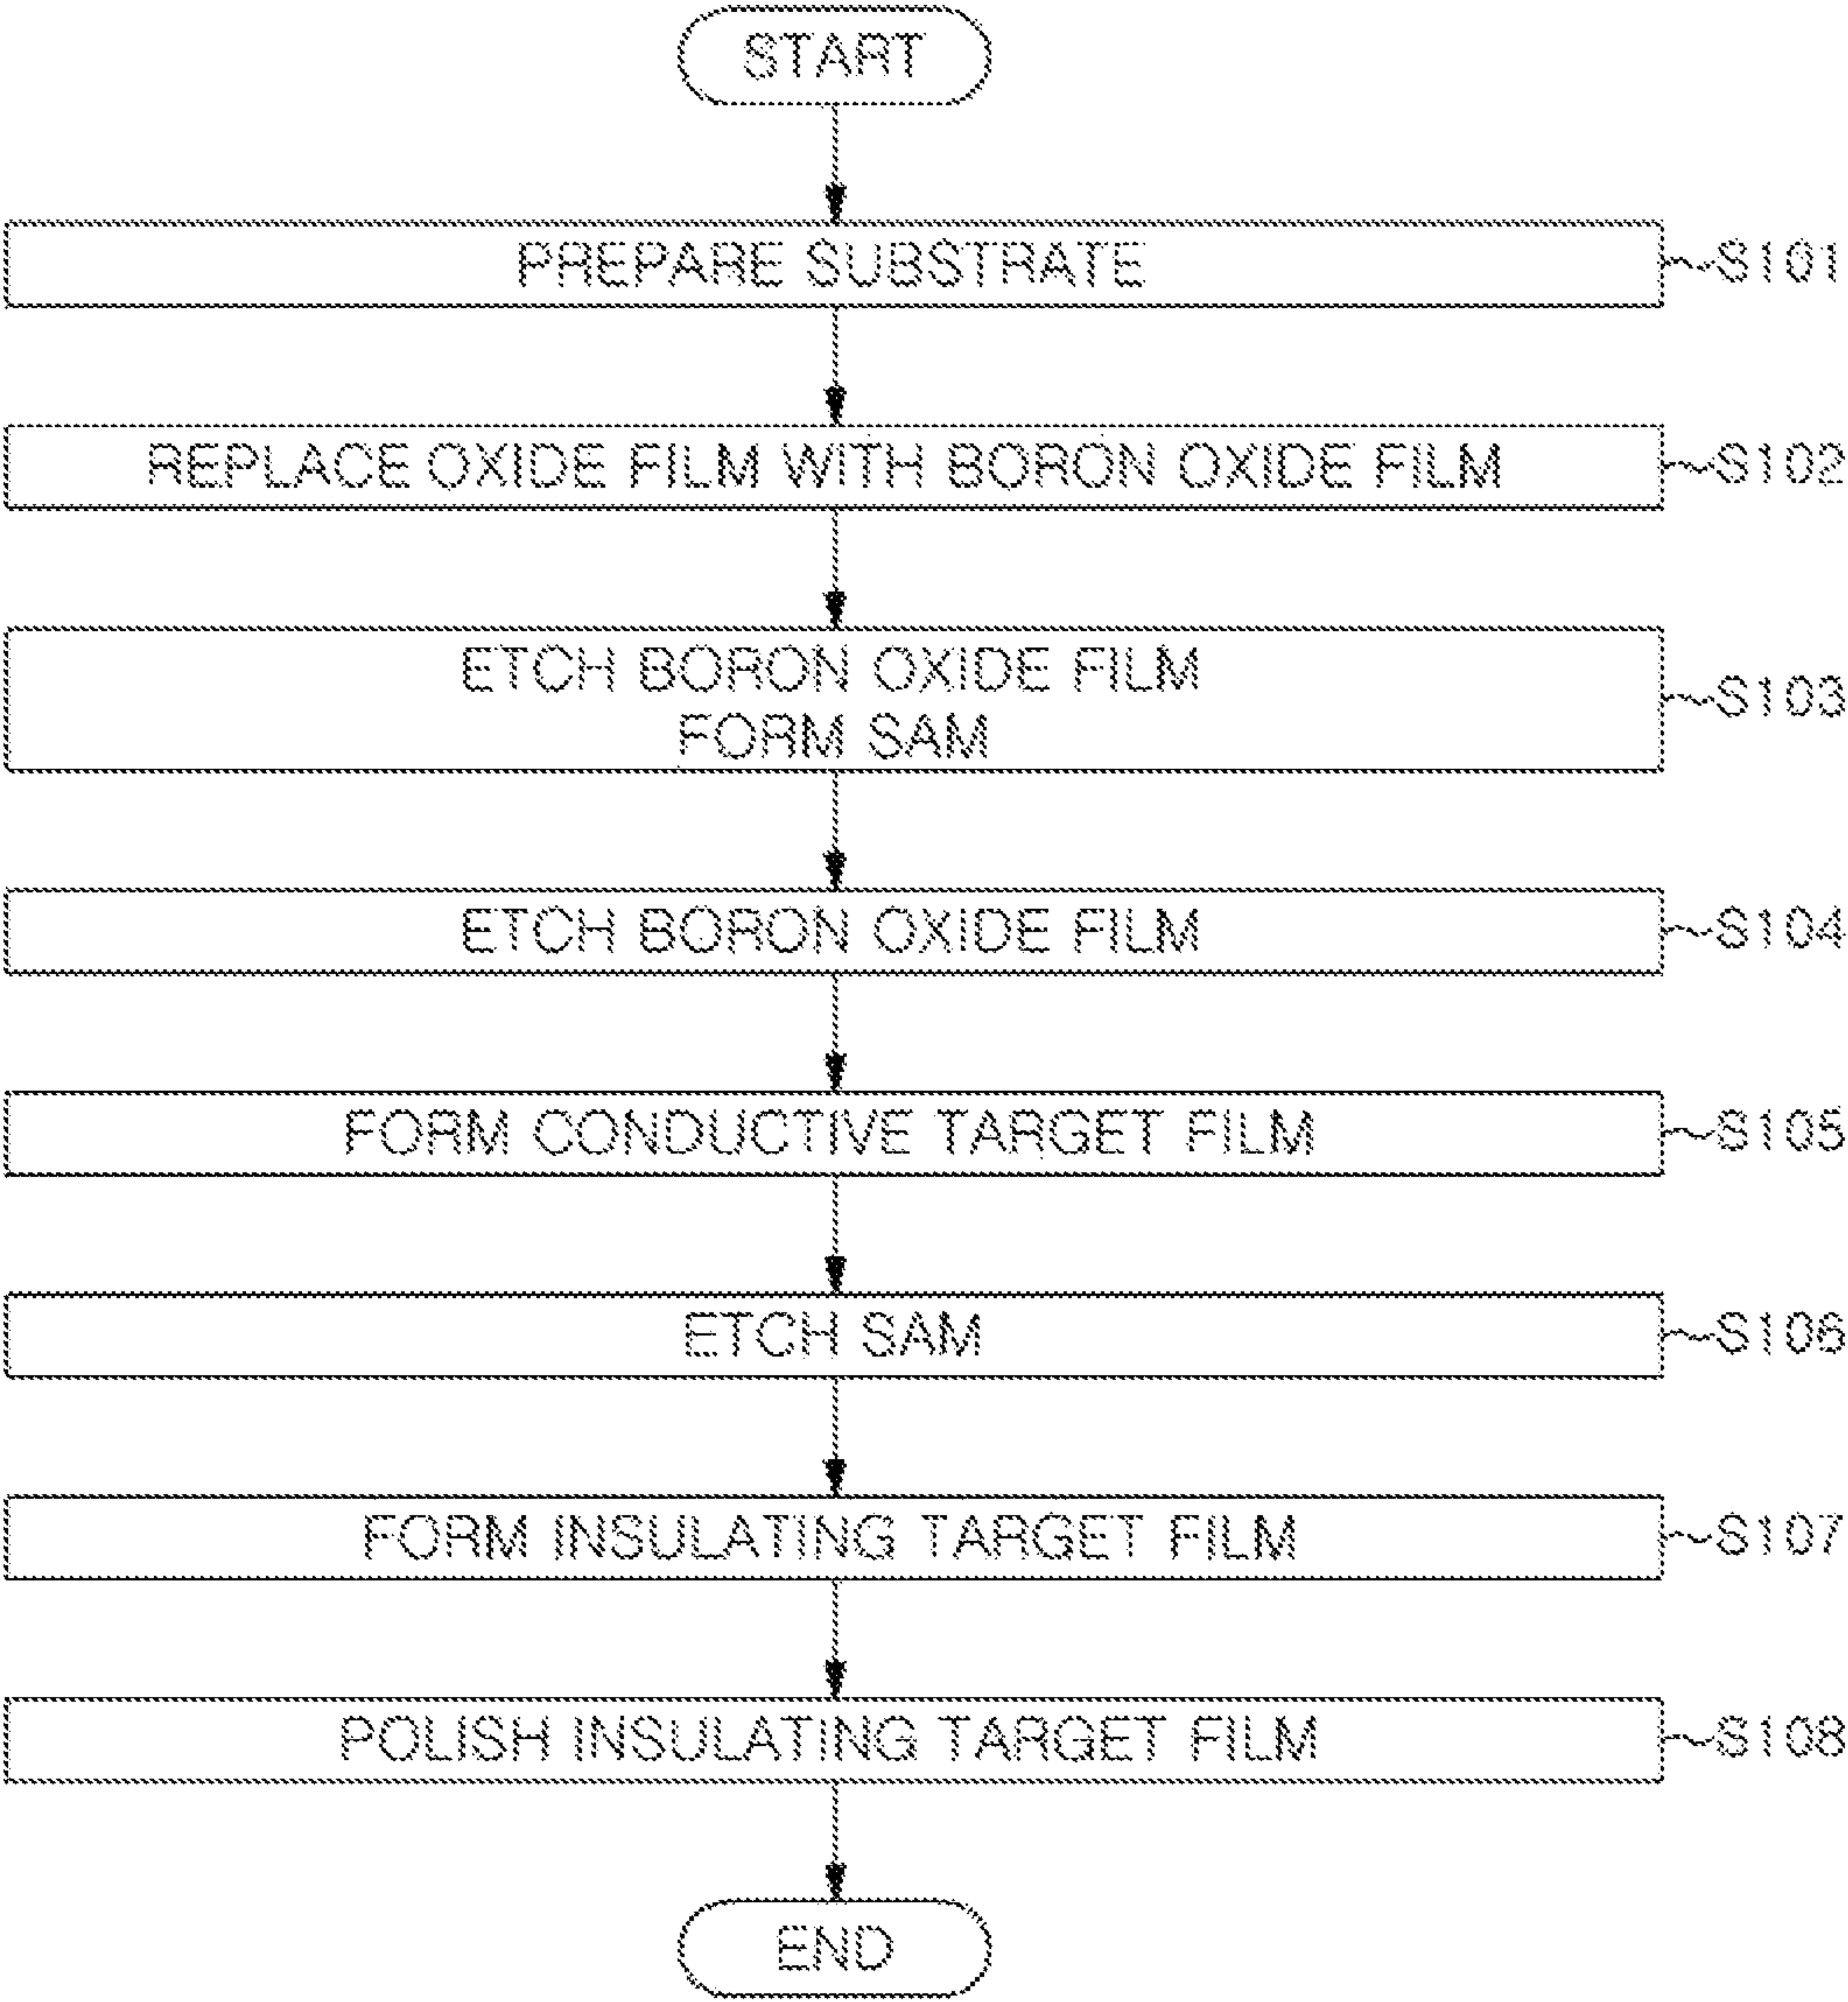 START
PREPARE SUBSTRATE
S101
REPLACE OXIDE FILM WITH BORON OXIDE FILM
S102
ETCH BORON OXIDE FILM
FORM SAM
S103
ETCH BORON OXIDE FILM
S104
FORM CONDUCTIVE TARGET FILM
S105
ETCH SAM
S106
FORM INSULATING TARGET FILM
S107
POLISH INSULATING TARGET FILM
S108
END